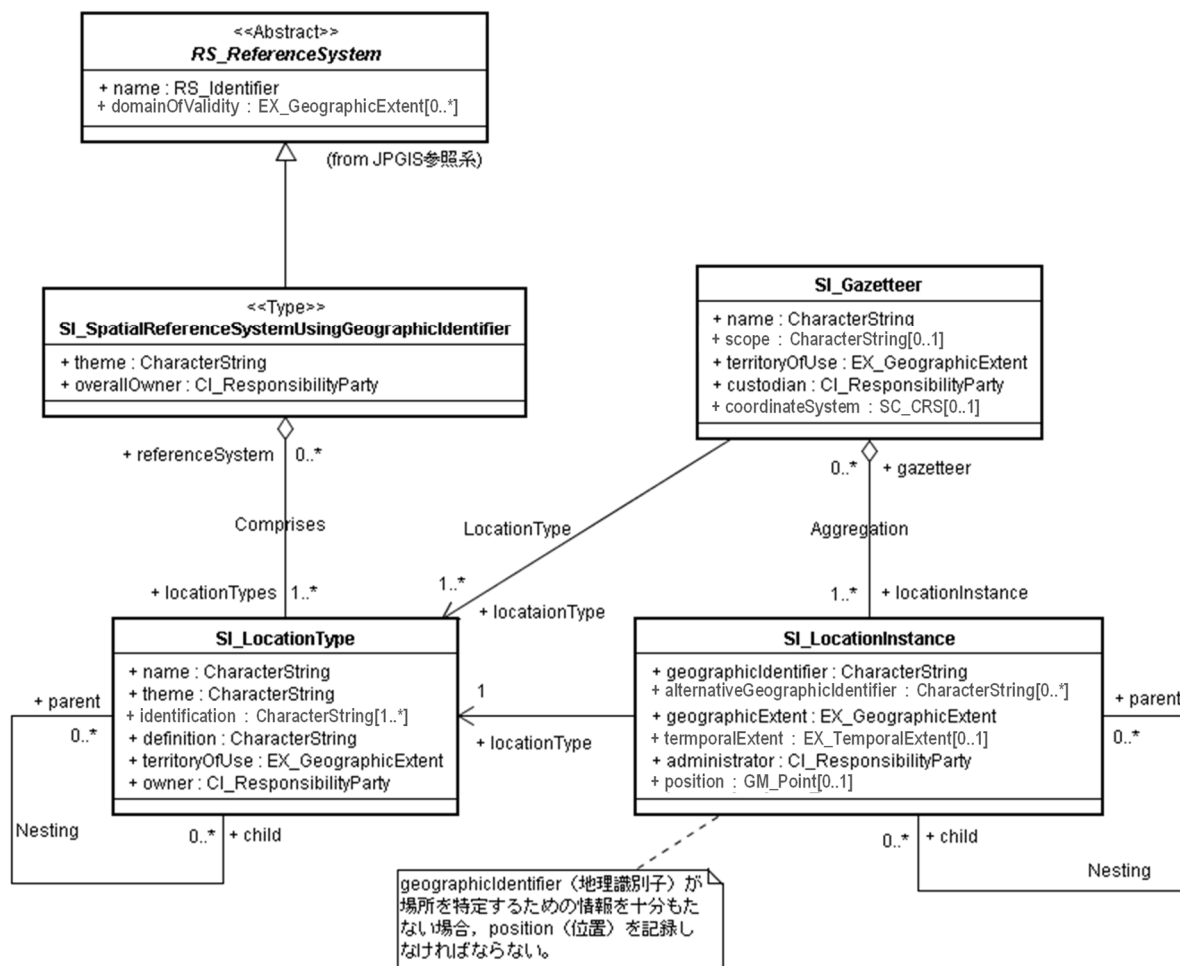 <<Abstract>>
RS_ReferenceSystem
+ name : RS_Identifier
+ domainOfValidity : EX_GeographicExtent[0..*]
(from JPGIS参照系)
<<Type>>
SI_SpatialReferenceSystemUsingGeographicIdentifier
+ theme : CharacterString
+ overallOwner : CI_ResponsibilityParty
SI_Gazetteer
+ name : CharacterString
+ scope : CharacterString[0..1]
+ territoryOfUse : EX_GeographicExtent
+ custodian : CI_ResponsibilityParty
+ coordinateSystem : SC_CRS[0..1]
+ referenceSystem 0..*
Comprises
+ locationTypes 1..*
LocationType
1..*
+ locataionType
0..* + gazetteer
Aggregation
1..* + locationInstance
SI_LocationType
+ name : CharacterString
+ theme : CharacterString
+ identification : CharacterString[1..*]
+ definition : CharacterString
+ territoryOfUse : EX_GeographicExtent
+ owner : CI_ResponsibilityParty
+ parent
0..*
Nesting
0..* + child
1
+ locationType
SI_LocationInstance
+ geographicIdentifier : CharacterString
+ alternativeGeographicIdentifier : CharacterString[0..*]
+ geographicExtent : EX_GeographicExtent
+ termporalExtent : EX_TemporalExtent[0..1]
+ administrator : CI_ResponsibilityParty
+ position : GM_Point[0..1]
+ parent
0..*
0..* + child
Nesting
geographicIdentifier（地理識別子）が
場所を特定するための情報を十分もた
ない場合，position（位置）を記録し
なければならない。